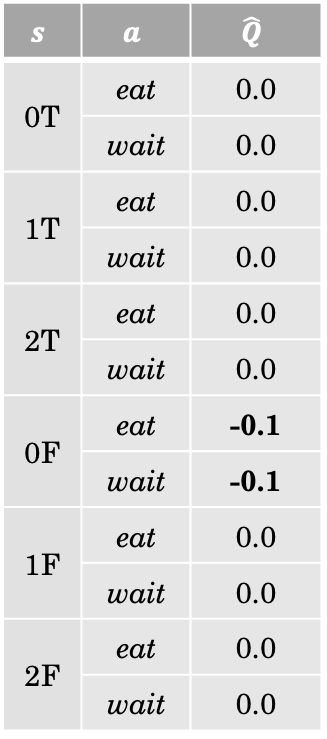 s a Q̂
0T eat 0.0
wait 0.0
1T eat 0.0
wait 0.0
2T eat 0.0
wait 0.0
0F eat -0.1
wait -0.1
1F eat 0.0
wait 0.0
2F eat 0.0
wait 0.0